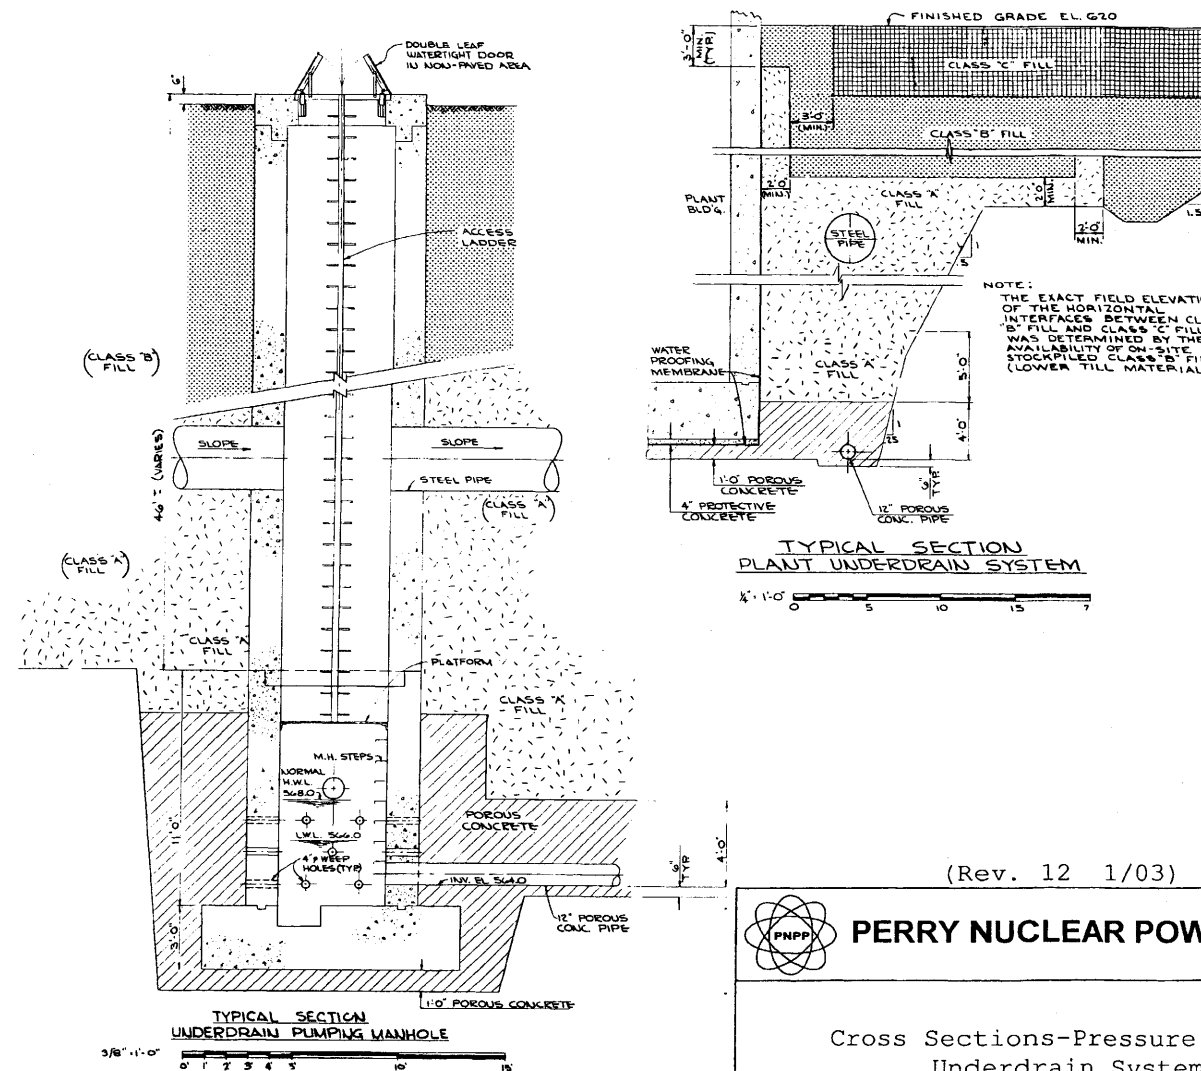 DOUBLE LEAF
WATERTIGHT DOOR
IN NON-PAVED AREA
6"
ACCESS
LADDER
(CLASS "B")
FILL
SLOPE
SLOPE
46' ± (VARIES)
STEEL PIPE
(CLASS "A")
FILL
(CLASS "A")
FILL
CLASS "A"
FILL
PLATFORM
CLASS "A"
FILL
M.H. STEPS
NORMAL
H.W.L.
568.0
POROUS
CONCRETE
L.W.L. 566.0
4"φ WEEP
HOLES (TYP.)
INV. EL 564.0
11'-0"
3'-0"
6"
TYP
4'-0"
12" POROUS
CONC. PIPE
1'-0" POROUS CONCRETE
TYPICAL SECTION
UNDERDRAIN PUMPING MANHOLE
3/8" = 1'-0"
0' 1' 2' 3' 4' 5' 10' 15'
FINISHED GRADE EL. 620
3'-0"
MIN.
(TYP.)
CLASS "C" FILL
3'-0"
(MIN.)
CLASS "B" FILL
PLANT
BLD'G.
2'-0"
(MIN.)
CLASS "A"
FILL
2'-0
MIN.
STEEL
PIPE
2'-0"
MIN.
1
.5
1.5
NOTE:
THE EXACT FIELD ELEVATI
OF THE HORIZONTAL
INTERFACES BETWEEN CL
"B" FILL AND CLASS "C" FILL
WAS DETERMINED BY THE
AVAILABILITY OF ON-SITE
STOCKPILED CLASS "B" FI
(LOWER TILL MATERIAL
WATER
PROOFING
MEMBRANE
CLASS "A"
FILL
5'-0
4'-0"
1
.25
6"
TYP.
1'-0" POROUS
CONCRETE
4" PROTECTIVE
CONCRETE
12" POROUS
CONC. PIPE
TYPICAL SECTION
PLANT UNDERDRAIN SYSTEM
1/4" = 1'-0"
0 5 10 15 7
(Rev. 12 1/03)
PNPP
PERRY NUCLEAR POW
Cross Sections-Pressure
Underdrain System